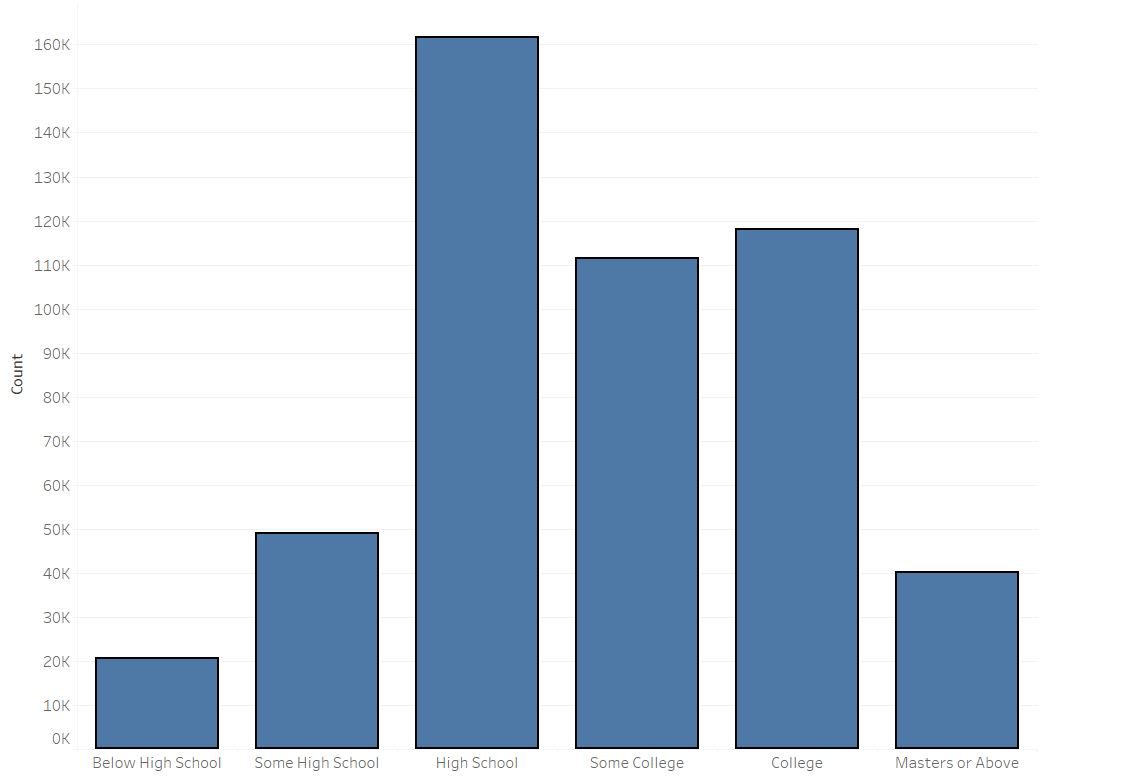 160K
150K
140K
130K
120K
110K
100K
90K
80K
70K
60K
50K
40K
30K
20K
10K
0K
Count
Below High School Some High School High School Some College College Masters or Above